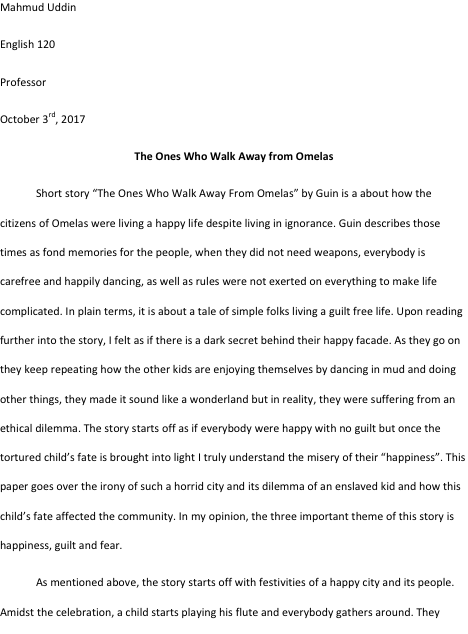 Mahmud Uddin
English 120
Professor
October 3rd, 2017
The Ones Who Walk Away from Omelas
Short story “The Ones Who Walk Away From Omelas” by Guin is a about how the
citizens of Omelas were living a happy life despite living in ignorance. Guin describes those
times as fond memories for the people, when they did not need weapons, everybody is
carefree and happily dancing, as well as rules were not exerted on everything to make life
complicated. In plain terms, it is about a tale of simple folks living a guilt free life. Upon reading
further into the story, I felt as if there is a dark secret behind their happy facade. As they go on
they keep repeating how the other kids are enjoying themselves by dancing in mud and doing
other things, they made it sound like a wonderland but in reality, they were suffering from an
ethical dilemma. The story starts off as if everybody were happy with no guilt but once the
tortured child’s fate is brought into light I truly understand the misery of their “happiness”. This
paper goes over the irony of such a horrid city and its dilemma of an enslaved kid and how this
child’s fate affected the community. In my opinion, the three important theme of this story is
happiness, guilt and fear.
As mentioned above, the story starts off with festivities of a happy city and its people.
Amidst the celebration, a child starts playing his flute and everybody gathers around. They